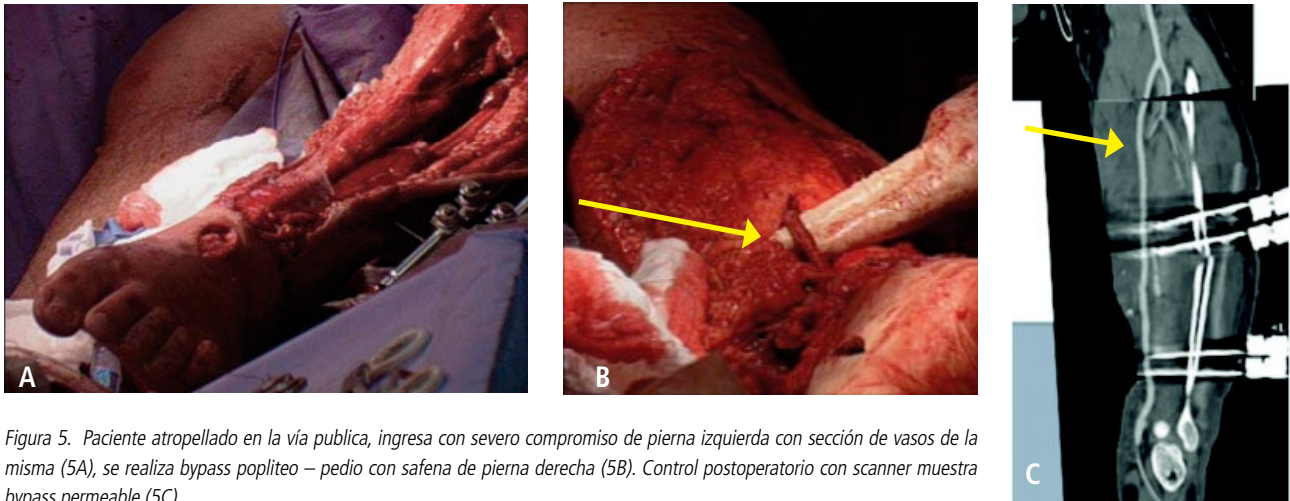 A
B
C
Figura 5. Paciente atropellado en la vía publica, ingresa con severo compromiso de pierna izquierda con sección de vasos de la
misma (5A), se realiza bypass popliteo – pedio con safena de pierna derecha (5B). Control postoperatorio con scanner muestra
bypass permeable (5C)